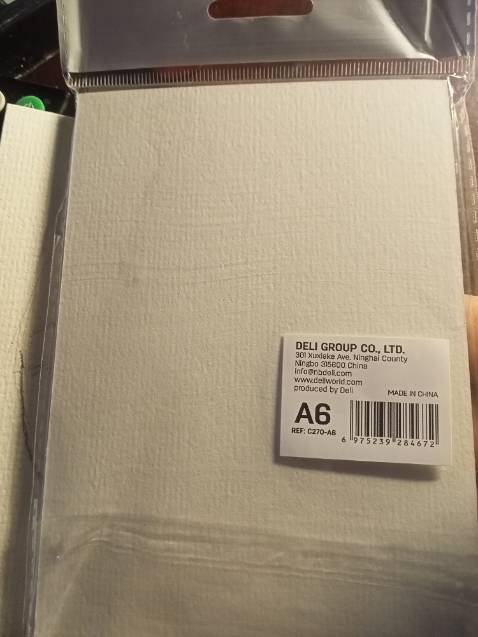 DELI GROUP CO., LTD.
301 Xuxiake Ave. Ninghai County
Ningbo 315600 China
info@nbdeli.com
www.deliworld.com
produced by Deli
MADE IN CHINA
A6
REF: C270-A6
6 975239 284672